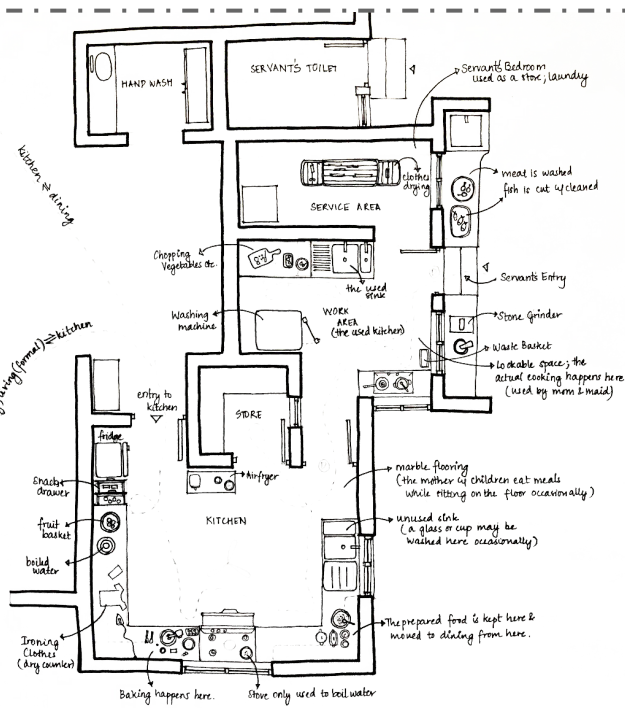 HAND WASH
SERVANT'S TOILET
Servant's Bedroom
used as a store; laundry
kitchen ⇌ dining
clothes
drying
meat is washed
fish is cut & cleaned
SERVICE AREA
Chopping
Vegetables etc.
the used
sink
Servant's Entry
Washing
machine
WORK
AREA
(the used kitchen)
Stone Grinder
Waste Basket
Lockable space; the
actual cooking happens here
(used by mom & maid)
living (formal) ⇌ kitchen
entry to
kitchen
STORE
fridge
Airfryer
marble flooring
(the mother & children eat meals
while sitting on the floor occasionally)
snack
drawer
KITCHEN
unused sink
(a glass or cup may be
washed here occasionally)
fruit
basket
boiled
water
The prepared food is kept here &
moved to dining from here.
Ironing
Clothes
(dry counter)
Baking happens here.
Stove only used to boil water